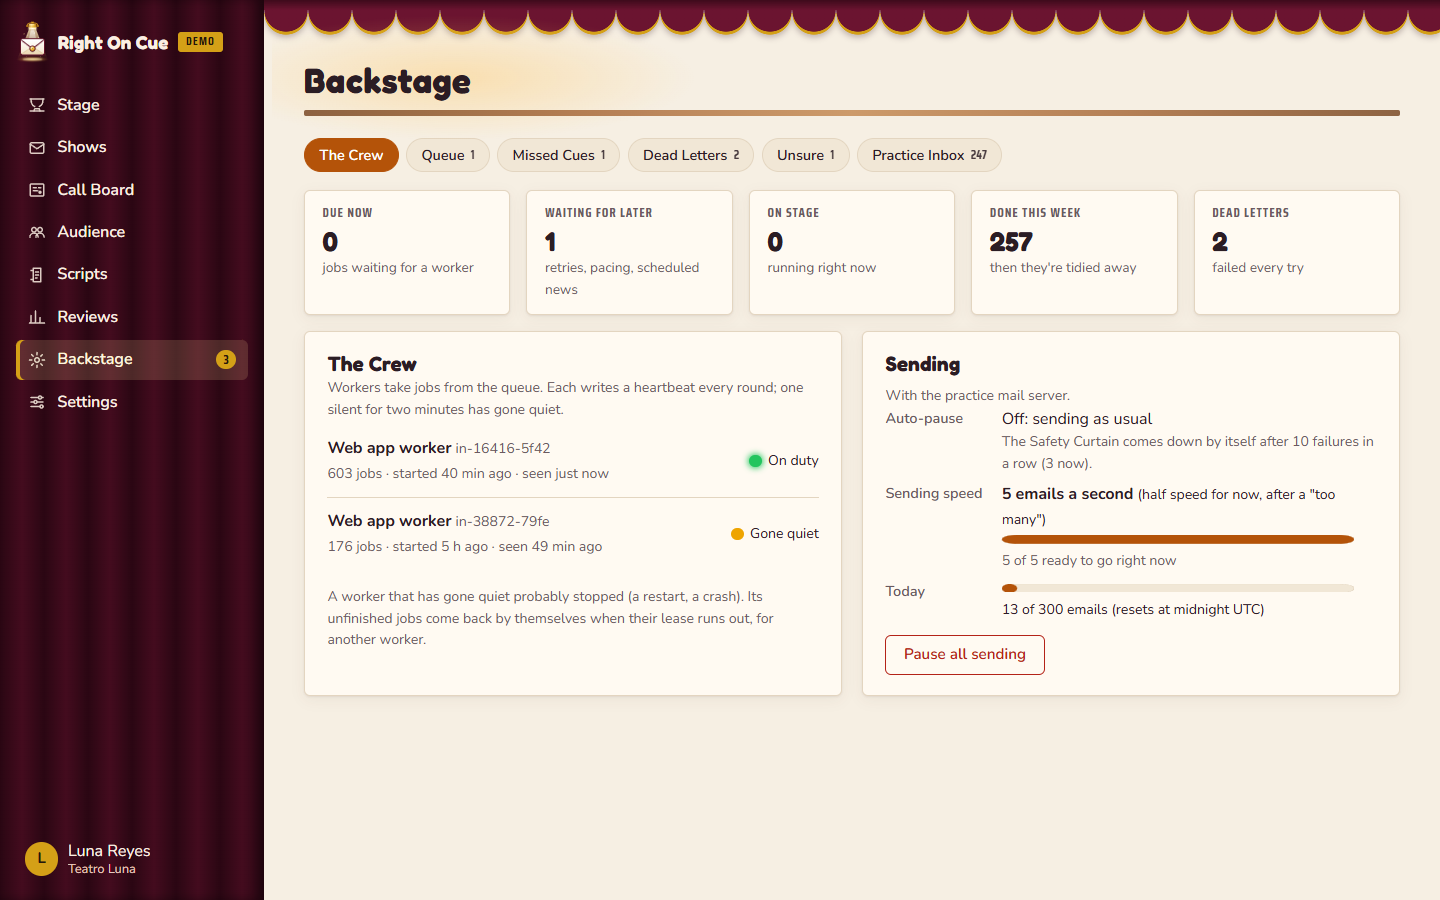 Right On Cue DEMO
Stage
Shows
Call Board
Audience
Scripts
Reviews
Backstage 3
Settings
L
Luna Reyes
Teatro Luna
Backstage
The Crew
Queue 1
Missed Cues 1
Dead Letters 2
Unsure 1
Practice Inbox 247
DUE NOW
0
jobs waiting for a worker
WAITING FOR LATER
1
retries, pacing, scheduled
news
ON STAGE
0
running right now
DONE THIS WEEK
257
then they're tidied away
DEAD LETTERS
2
failed every try
The Crew
Workers take jobs from the queue. Each writes a heartbeat every round; one
silent for two minutes has gone quiet.
Web app worker in-16416-5f42
603 jobs · started 40 min ago · seen just now
On duty
Web app worker in-38872-79fe
176 jobs · started 5 h ago · seen 49 min ago
Gone quiet
A worker that has gone quiet probably stopped (a restart, a crash). Its
unfinished jobs come back by themselves when their lease runs out, for
another worker.
Sending
With the practice mail server.
Auto-pause
Off: sending as usual
The Safety Curtain comes down by itself after 10 failures in
a row (3 now).
Sending speed
5 emails a second (half speed for now, after a "too
many")
5 of 5 ready to go right now
Today
13 of 300 emails (resets at midnight UTC)
Pause all sending